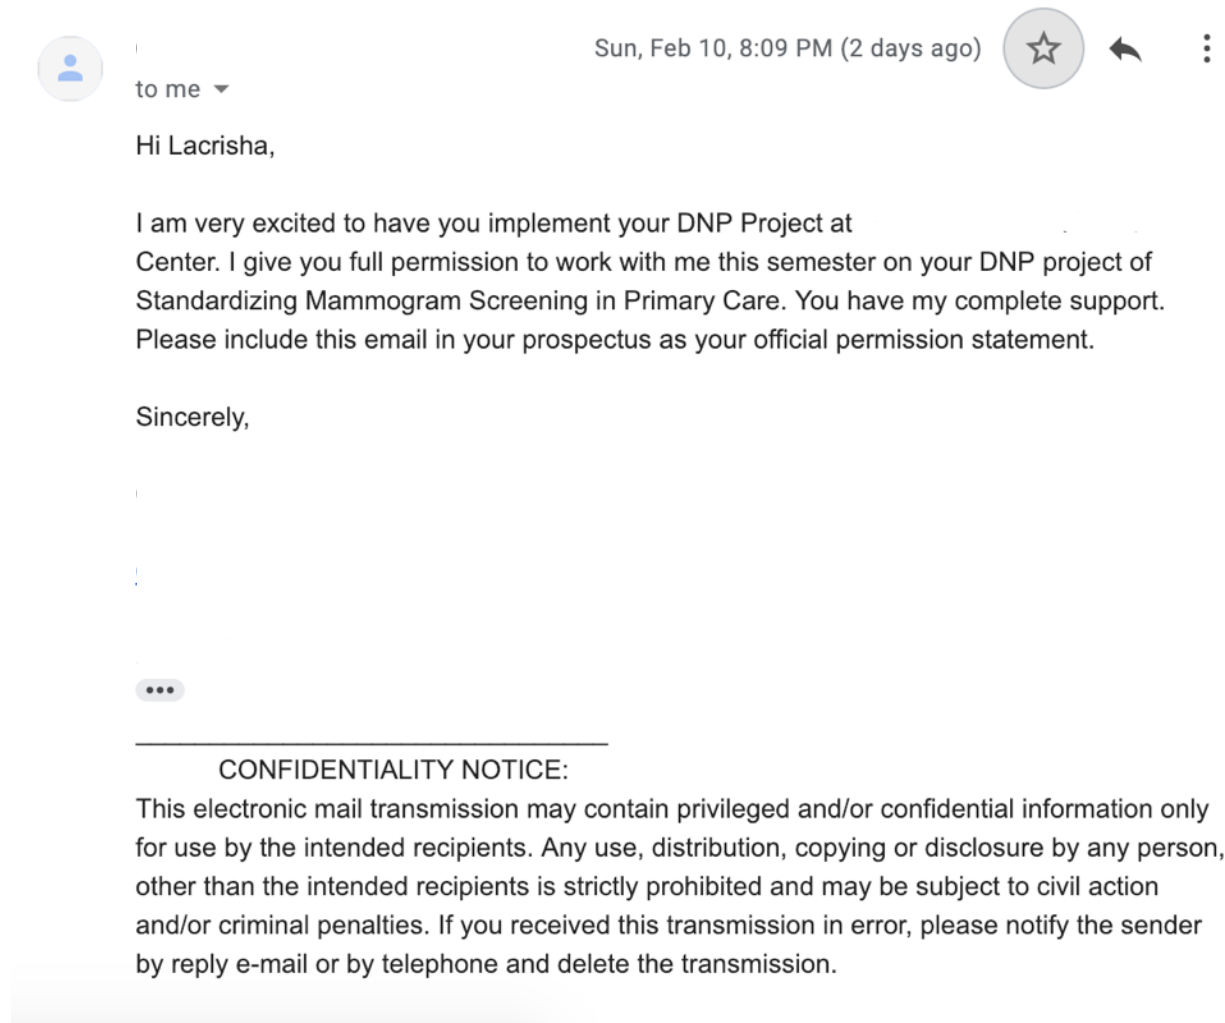 Sun, Feb 10, 8:09 PM (2 days ago)
to me
Hi Lacrisha,
I am very excited to have you implement your DNP Project at
Center. I give you full permission to work with me this semester on your DNP project of
Standardizing Mammogram Screening in Primary Care. You have my complete support.
Please include this email in your prospectus as your official permission statement.
Sincerely,
CONFIDENTIALITY NOTICE:
This electronic mail transmission may contain privileged and/or confidential information only
for use by the intended recipients. Any use, distribution, copying or disclosure by any person,
other than the intended recipients is strictly prohibited and may be subject to civil action
and/or criminal penalties. If you received this transmission in error, please notify the sender
by reply e-mail or by telephone and delete the transmission.